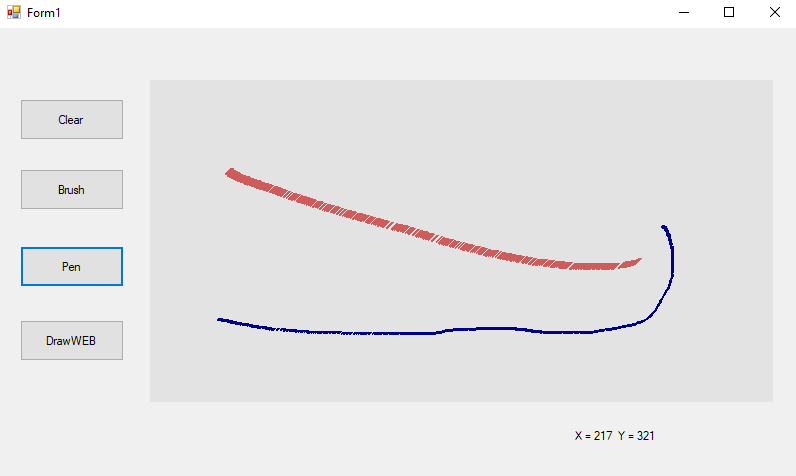 Form1
Clear
Brush
Pen
DrawWEB
X = 217 Y = 321